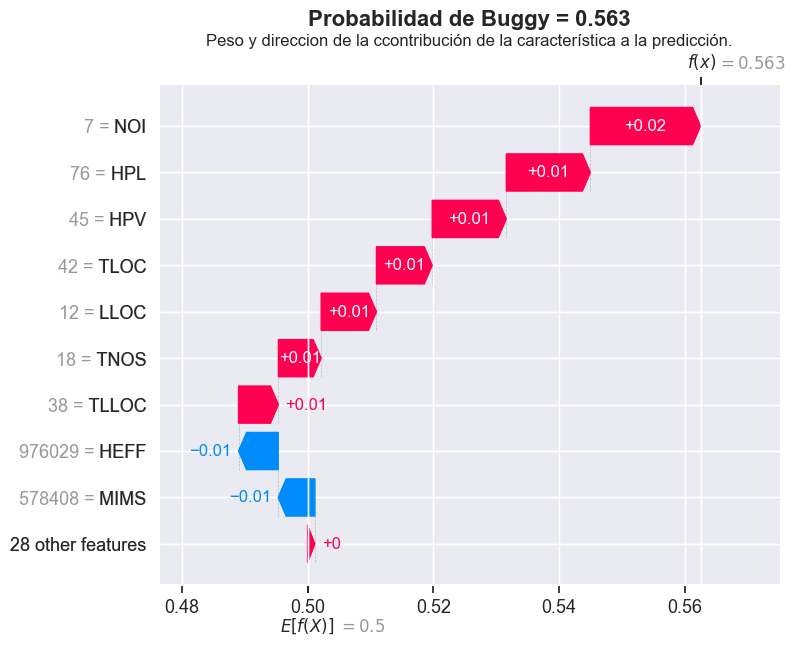 Probabilidad de Buggy = 0.563
Peso y direccion de la ccontribución de la característica a la predicción.
f(x) = 0.563
7 = NOI +0.02
76 = HPL +0.01
45 = HPV +0.01
42 = TLOC +0.01
12 = LLOC +0.01
18 = TNOS +0.01
38 = TLLOC +0.01
976029 = HEFF −0.01
578408 = MIMS −0.01
28 other features +0
0.48 0.50 0.52 0.54 0.56
E[f(X)] = 0.5